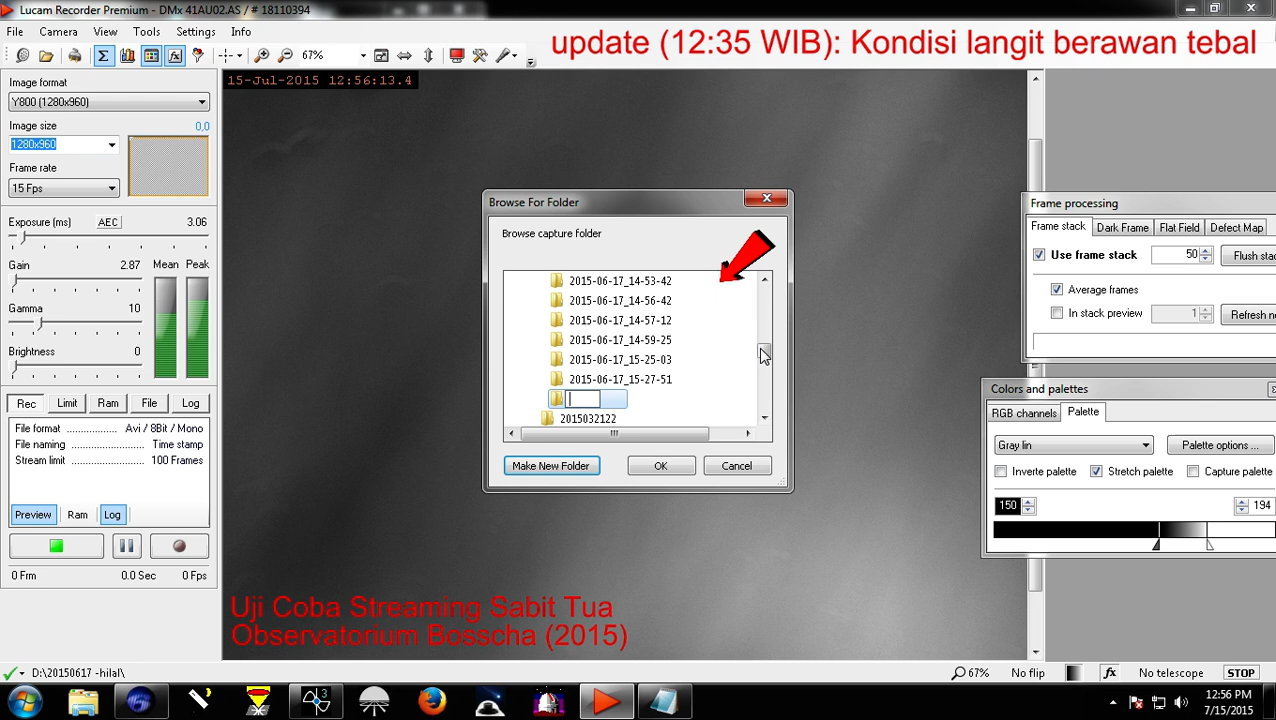 Lucam Recorder Premium - DMx 41AU02.AS / # 18110394
File Camera View Tools Settings Info
67%
update (12:35 WIB): Kondisi langit berawan tebal
15-Jul-2015 12:56:13.4
Image format
Y800 (1280x960)
Image size 0,0
1280x960
Frame rate
15 Fps
Exposure (ms) AEC 3.06
Gain 2.87 Mean Peak
Gamma 10
Brightness 0
Rec Limit Ram File Log
File format Avi / 8Bit / Mono
File naming Time stamp
Stream limit 100 Frames
Preview Ram Log
0 Frm 0.0 Sec 0 Fps
Browse For Folder
Browse capture folder
2015-06-17_14-53-42
2015-06-17_14-56-42
2015-06-17_14-57-12
2015-06-17_14-59-25
2015-06-17_15-25-03
2015-06-17_15-27-51
2015032122
Make New Folder OK Cancel
Frame processing
Frame stack Dark Frame Flat Field Defect Map
Use frame stack 50 Flush
Average frames
In stack preview 1 Refresh
Colors and palettes
RGB channels Palette
Gray lin Palette options ...
Inverte palette Stretch palette Capture palette
150 194
Uji Coba Streaming Sabit Tua
Observatorium Bosscha (2015)
D:\20150617 -hilal\ 67% No flip fx No telescope STOP
3
12:56 PM
7/15/2015